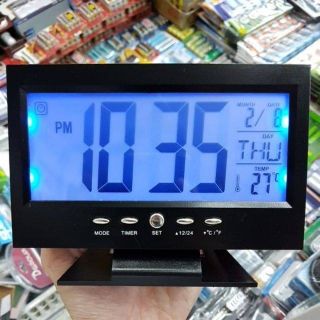 MONTH DATE
PM 10:35 2/8
DAY
THU
TEMP
27°C
MODE TIMER SET ▲12/24 ▼°C/°F